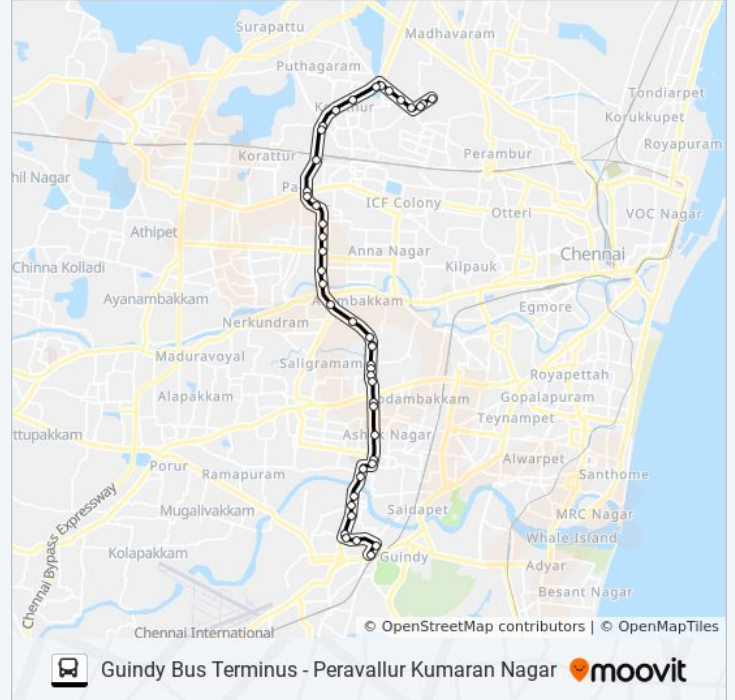 Surapattu
Madhavaram
Puthagaram
Tondiarpet
Korukkupet
Royapuram
Korattur
Perambur
hil Nagar
ICF Colony
Otteri
VOC Nagar
Athipet
Anna Nagar
Chennai
Chinna Kolladi
Kilpauk
Ayanambakkam
Egmore
Nerkundram
Maduravoyal
Saligramam
Royapettah
Alapakkam
Gopalapuram
Teynampet
ttupakkam
Nagar
Porur
Ramapuram
Alwarpet
Santhome
Mugalivakkam
Saidapet
MRC Nagar
Whale Island
Chennai Bypass Expressway
Kolapakkam
Guindy
Adyar
Besant Nagar
Chennai International
© OpenStreetMap contributors | © OpenMapTiles
Guindy Bus Terminus - Peravallur Kumaran Nagar
moovit